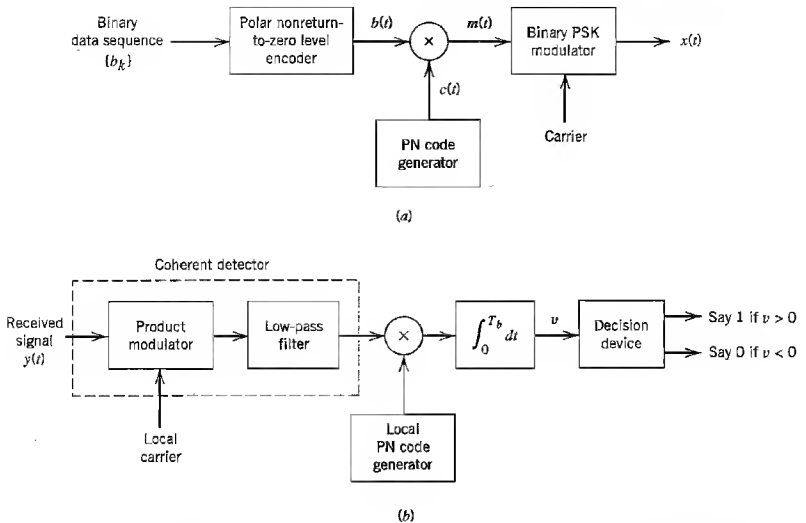 Binary
data sequence
{b_k}
Polar nonreturn-
to-zero level
encoder
b(t)
×
m(t)
Binary PSK
modulator
x(t)
c(t)
PN code
generator
Carrier
(a)
Coherent detector
Received
signal
y(t)
Product
modulator
Low-pass
filter
×
∫_0^{T_b} dt
v
Decision
device
Say 1 if v > 0
Say 0 if v < 0
Local
carrier
Local
PN code
generator
(b)